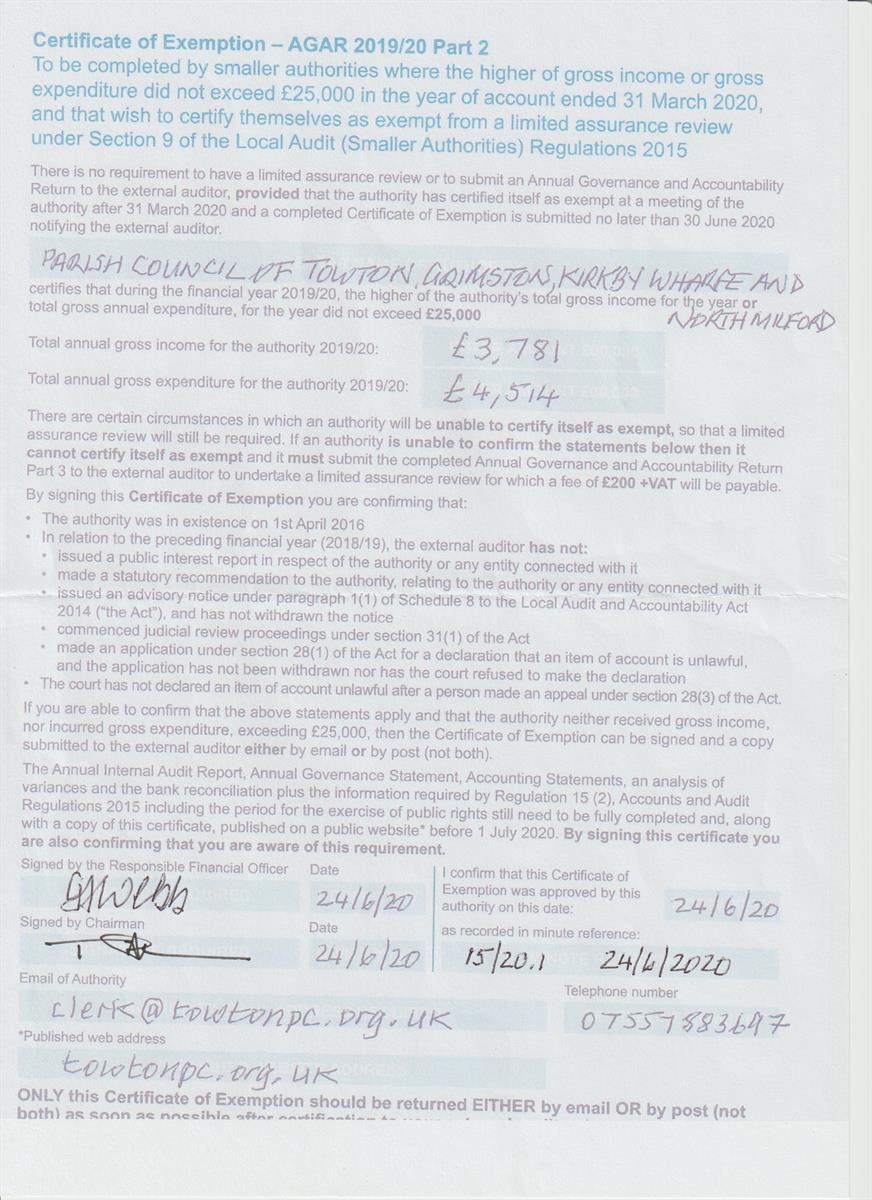 Certificate of Exemption – AGAR 2019/20 Part 2
To be completed by smaller authorities where the higher of gross income or gross
expenditure did not exceed £25,000 in the year of account ended 31 March 2020,
and that wish to certify themselves as exempt from a limited assurance review
under Section 9 of the Local Audit (Smaller Authorities) Regulations 2015
There is no requirement to have a limited assurance review or to submit an Annual Governance and Accountability
Return to the external auditor, provided that the authority has certified itself as exempt at a meeting of the
authority after 31 March 2020 and a completed Certificate of Exemption is submitted no later than 30 June 2020
notifying the external auditor.
PARISH COUNCIL OF TOWTON, GRIMSTON, KIRKBY WHARFE AND
NORTH MILFORD
certifies that during the financial year 2019/20, the higher of the authority's total gross income for the year or
total gross annual expenditure, for the year did not exceed £25,000
Total annual gross income for the authority 2019/20: £3,781
Total annual gross expenditure for the authority 2019/20: £4,514
There are certain circumstances in which an authority will be unable to certify itself as exempt, so that a limited
assurance review will still be required. If an authority is unable to confirm the statements below then it
cannot certify itself as exempt and it must submit the completed Annual Governance and Accountability Return
Part 3 to the external auditor to undertake a limited assurance review for which a fee of £200 +VAT will be payable.
By signing this Certificate of Exemption you are confirming that:
• The authority was in existence on 1st April 2016
• In relation to the preceding financial year (2018/19), the external auditor has not:
• issued a public interest report in respect of the authority or any entity connected with it
• made a statutory recommendation to the authority, relating to the authority or any entity connected with it
• issued an advisory notice under paragraph 1(1) of Schedule 8 to the Local Audit and Accountability Act
2014 ("the Act"), and has not withdrawn the notice
• commenced judicial review proceedings under section 31(1) of the Act
• made an application under section 28(1) of the Act for a declaration that an item of account is unlawful,
and the application has not been withdrawn nor has the court refused to make the declaration
• The court has not declared an item of account unlawful after a person made an appeal under section 28(3) of the Act.
If you are able to confirm that the above statements apply and that the authority neither received gross income,
nor incurred gross expenditure, exceeding £25,000, then the Certificate of Exemption can be signed and a copy
submitted to the external auditor either by email or by post (not both).
The Annual Internal Audit Report, Annual Governance Statement, Accounting Statements, an analysis of
variances and the bank reconciliation plus the information required by Regulation 15 (2), Accounts and Audit
Regulations 2015 including the period for the exercise of public rights still need to be fully completed and, along
with a copy of this certificate, published on a public website* before 1 July 2020. By signing this certificate you
are also confirming that you are aware of this requirement.
Signed by the Responsible Financial Officer Date
24/6/20
Signed by Chairman Date
24/6/20
I confirm that this Certificate of
Exemption was approved by this
authority on this date: 24/6/20
as recorded in minute reference:
15/20.1 24/6/2020
Email of Authority
clerk@towtonpc.org.uk
Telephone number
07557883697
*Published web address
towtonpc.org.uk
ONLY this Certificate of Exemption should be returned EITHER by email OR by post (not
both) as soon as possible after certification to